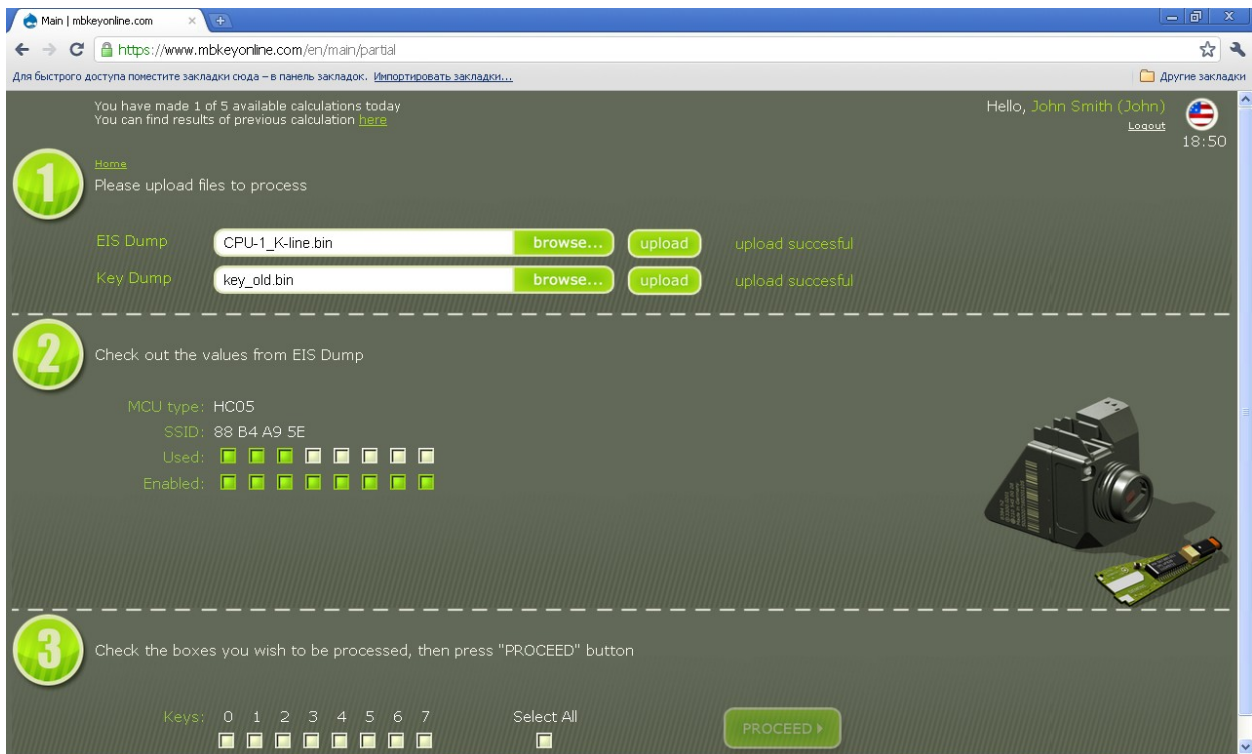 Main | mbkeyonline.com
https://www.mbkeyonline.com/en/main/partial
Для быстрого доступа поместите закладки сюда – в панель закладок. Импортировать закладки...
Другие закладки
You have made 1 of 5 available calculations today
You can find results of previous calculation here
Hello, John Smith (John)
Logout
18:50
1
Home
Please upload files to process
EIS Dump CPU-1_K-line.bin browse... upload upload succesful
Key Dump key_old.bin browse... upload upload succesful
2
Check out the values from EIS Dump
MCU type: HC05
SSID: 88 B4 A9 5E
Used:
Enabled:
3
Check the boxes you wish to be processed, then press "PROCEED" button
Keys: 0 1 2 3 4 5 6 7 Select All
PROCEED